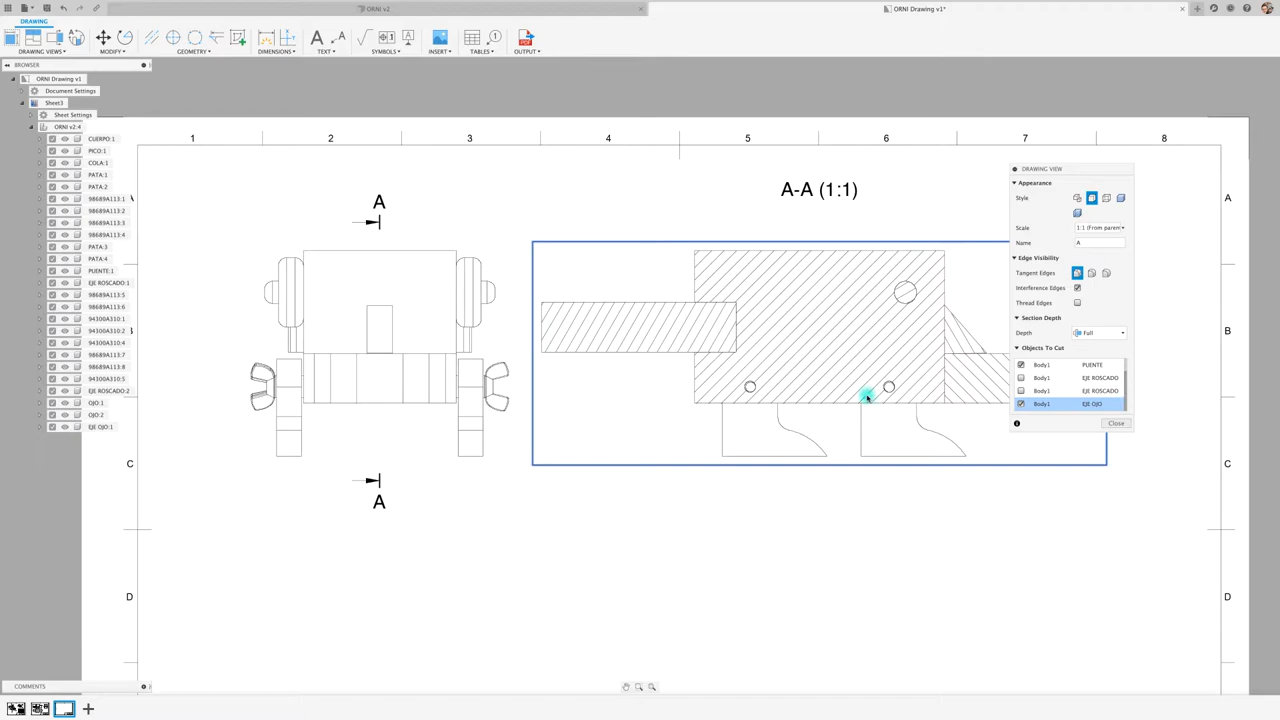 ORNI v2
ORNI Drawing v1*
DRAWING
DRAWING VIEWS▾
MODIFY▾
GEOMETRY▾
DIMENSIONS▾
TEXT▾
SYMBOLS▾
INSERT▾
TABLES▾
OUTPUT▾
BROWSER
ORNI Drawing v1
Document Settings
Sheet3
Sheet Settings
ORNI v2:4
CUERPO:1
PICO:1
COLA:1
PATA:1
PATA:2
98689A113:1
98689A113:2
98689A113:3
98689A113:4
PATA:3
PATA:4
PUENTE:1
EJE ROSCADO:1
98689A113:5
98689A113:6
94300A310:1
94300A310:2
94300A310:4
98689A113:7
98689A113:8
94300A310:5
EJE ROSCADO:2
OJO:1
OJO:2
EJE OJO:1
1 2 3 4 5 6 7 8
A
B
C
D
A
B
C
D
A
A
A-A (1:1)
DRAWING VIEW
Appearance
Style
Scale 1:1 (From paren
Name A
Edge Visibility
Tangent Edges
Interference Edges
Thread Edges
Section Depth
Depth Full
Objects To Cut
Body1 PUENTE
Body1 EJE ROSCADO
Body1 EJE ROSCADO
Body1 EJE OJO
Close
COMMENTS